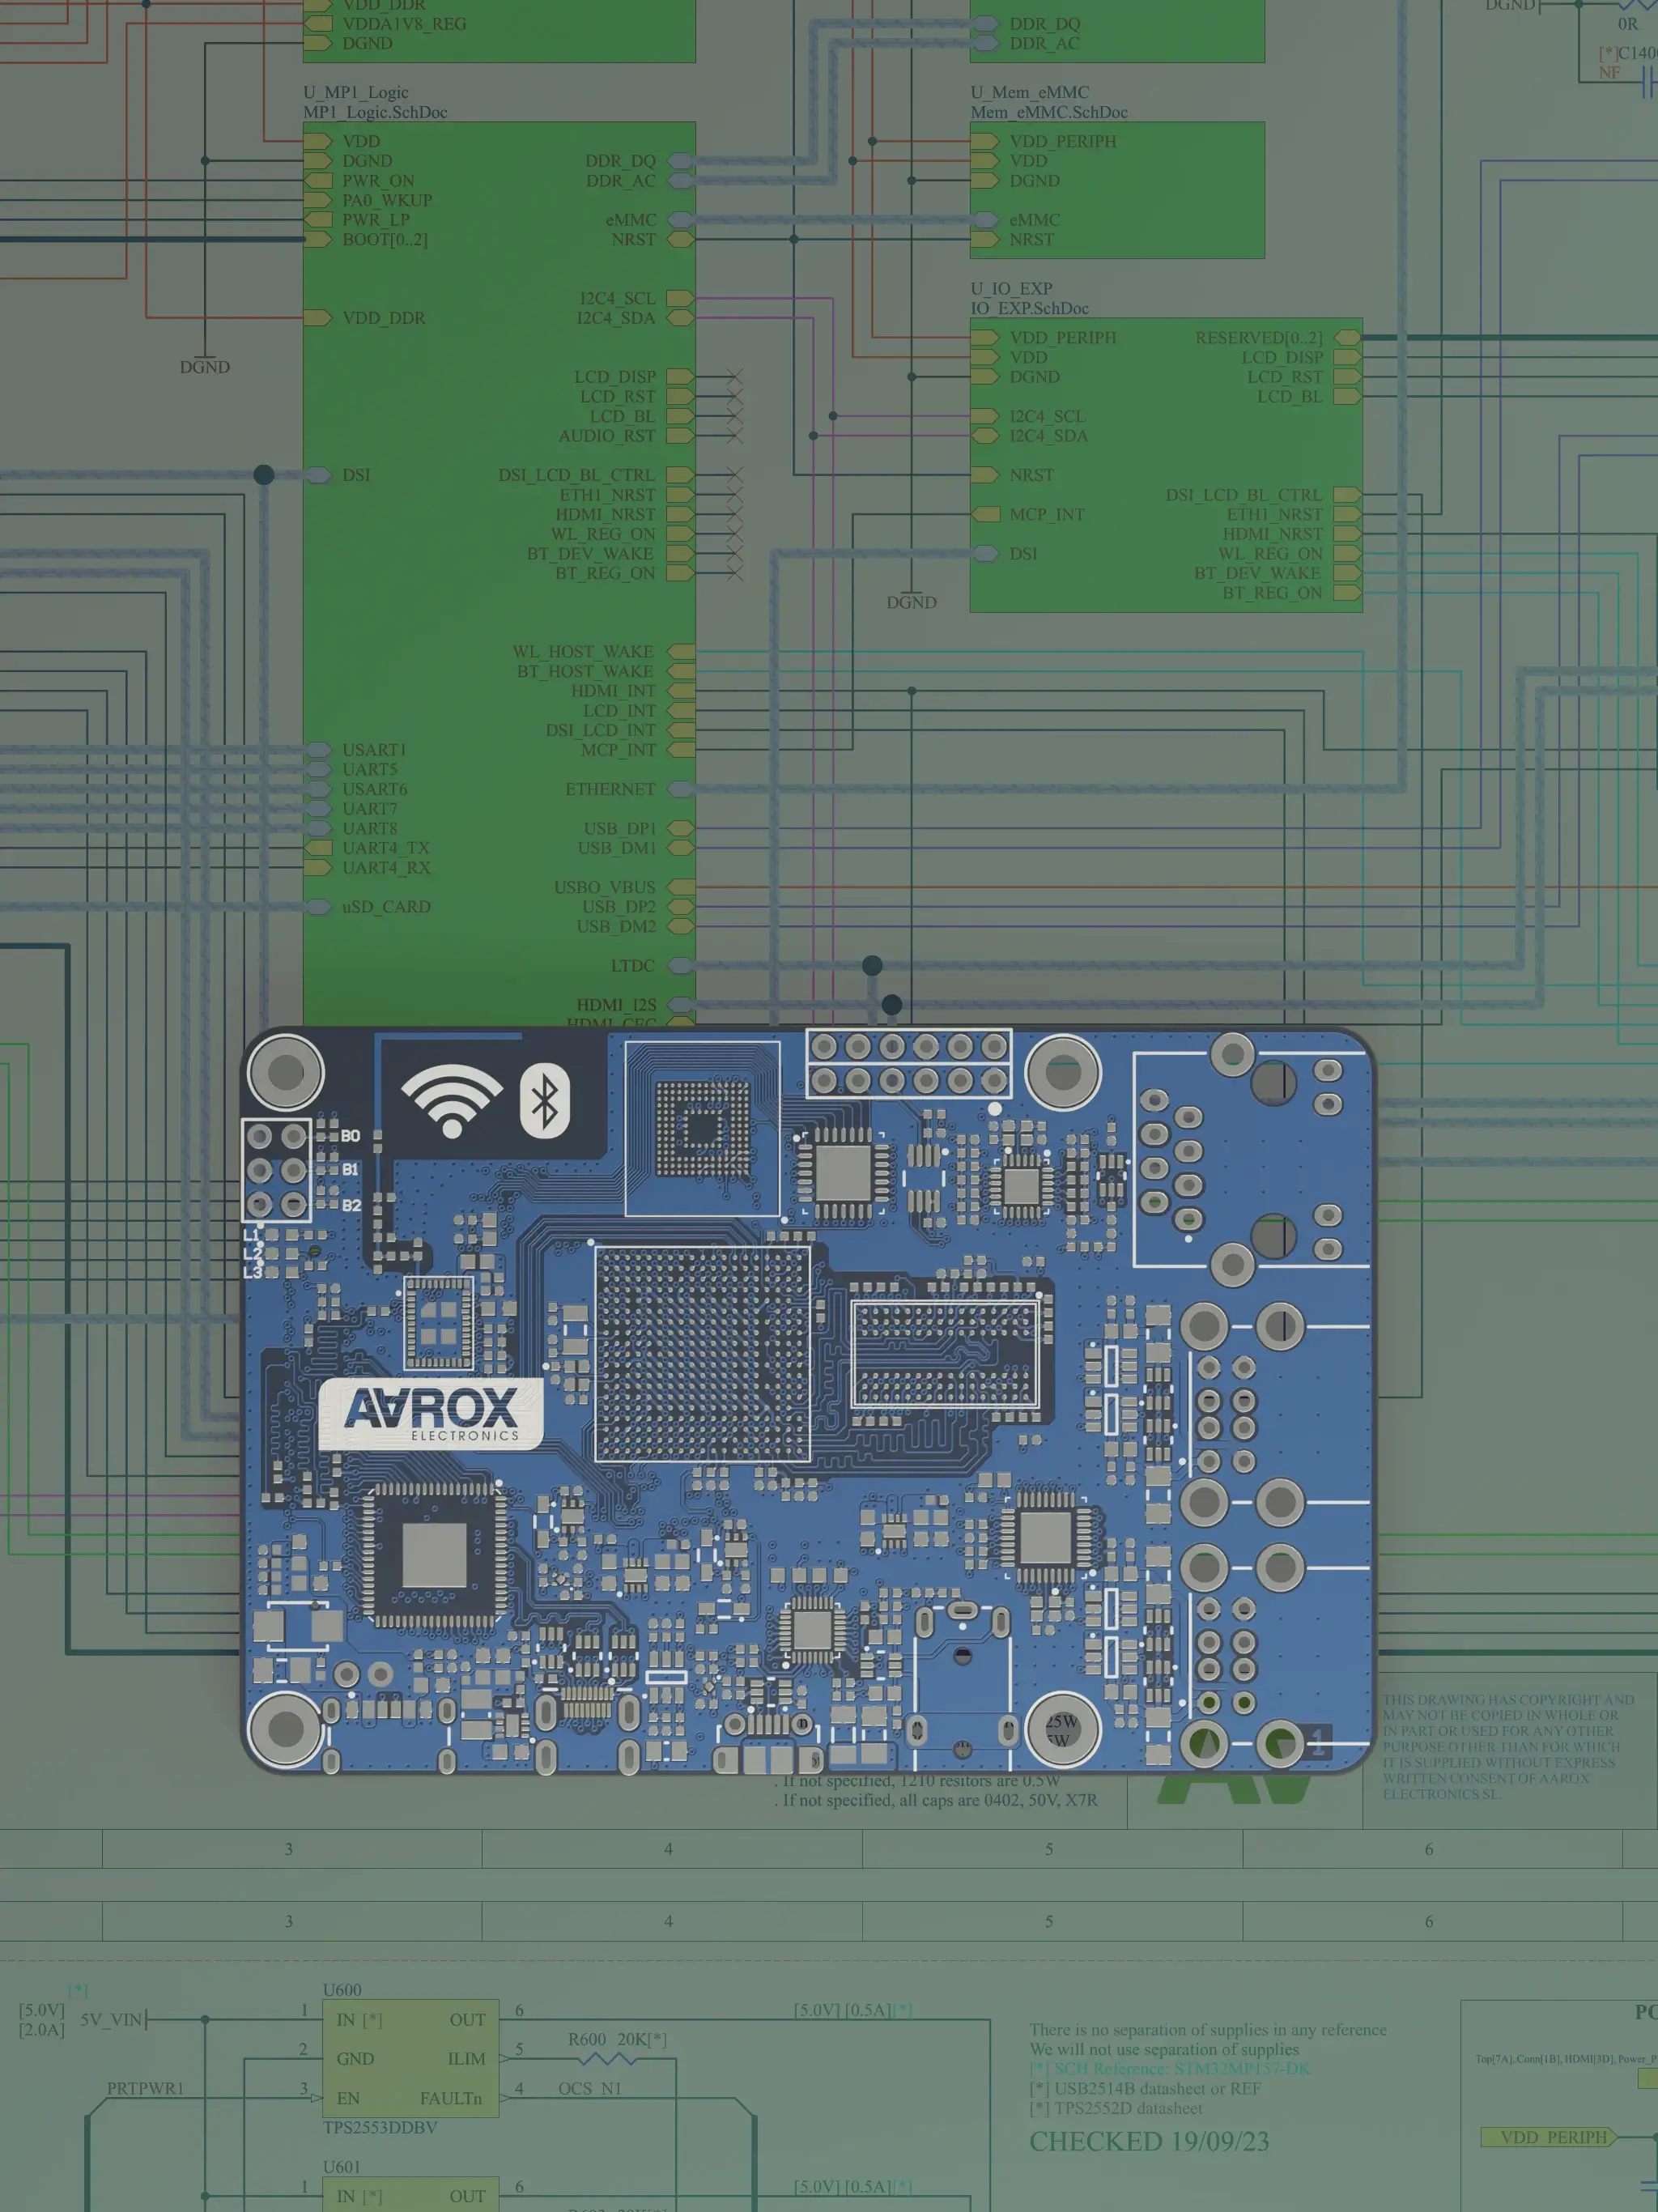 VDD_DDR
VDDA1V8_REG
DGND
DDR_DQ
DDR_AC
DGND
0R
[*]
NF
U_MP1_Logic
MP1_Logic.SchDoc
VDD
DGND
PWR_ON
PA0_WKUP
PWR_LP
BOOT[0..2]
VDD_DDR
DSI
USART1
UART5
USART6
UART7
UART8
UART4_TX
UART4_RX
uSD_CARD
DDR_DQ
DDR_AC
eMMC
NRST
I2C4_SCL
I2C4_SDA
LCD_DISP
LCD_RST
LCD_BL
AUDIO_RST
DSI_LCD_BL_CTRL
ETH1_NRST
HDMI_NRST
WL_REG_ON
BT_DEV_WAKE
BT_REG_ON
WL_HOST_WAKE
BT_HOST_WAKE
HDMI_INT
LCD_INT
DSI_LCD_INT
MCP_INT
ETHERNET
USB_DP1
USB_DM1
USBO_VBUS
USB_DP2
USB_DM2
LTDC
HDMI_I2S
HDMI_CEC
DGND
U_Mem_eMMC
Mem_eMMC.SchDoc
VDD_PERIPH
VDD
DGND
eMMC
NRST
U_IO_EXP
IO_EXP.SchDoc
VDD_PERIPH
VDD
DGND
I2C4_SCL
I2C4_SDA
NRST
MCP_INT
DSI
RESERVED[0..2]
LCD_DISP
LCD_RST
LCD_BL
DSI_LCD_BL_CTRL
ETH1_NRST
HDMI_NRST
WL_REG_ON
BT_DEV_WAKE
BT_REG_ON
DGND
B0
B1
B2
L1
L2
L3
AAROX
ELECTRONICS
25W
1
. If not specified, 1210 resitors are 0.5W
. If not specified, all caps are 0402, 50V, X7R
THIS DRAWING HAS COPYRIGHT AND
MAY NOT BE COPIED IN WHOLE OR
IN PART OR USED FOR ANY OTHER
PURPOSE OTHER THAN FOR WHICH
IT IS SUPPLIED WITHOUT EXPRESS
WRITTEN CONSENT OF AAROX
ELECTRONICS SL.
3 4 5 6
3 4 5 6
[*]
[5.0V]
[2.0A]
5V_VIN
U600
1 IN [*] OUT 6
2 GND ILIM 5
3 EN FAULTn 4
TPS2553DDBV
PRTPWR1
R600 20K[*]
OCS_N1
[5.0V] [0.5A][*]
U601
1 IN [*] OUT 6
[5.0V] [0.5A][*]
There is no separation of supplies in any reference
We will not use separation of supplies
[*] SCH Reference: STM32MP157-DK
[*] USB2514B datasheet or REF
[*] TPS2552D datasheet
CHECKED 19/09/23
Top[7A], Conn[1B], HDMI[3D],
VDD_PERIPH